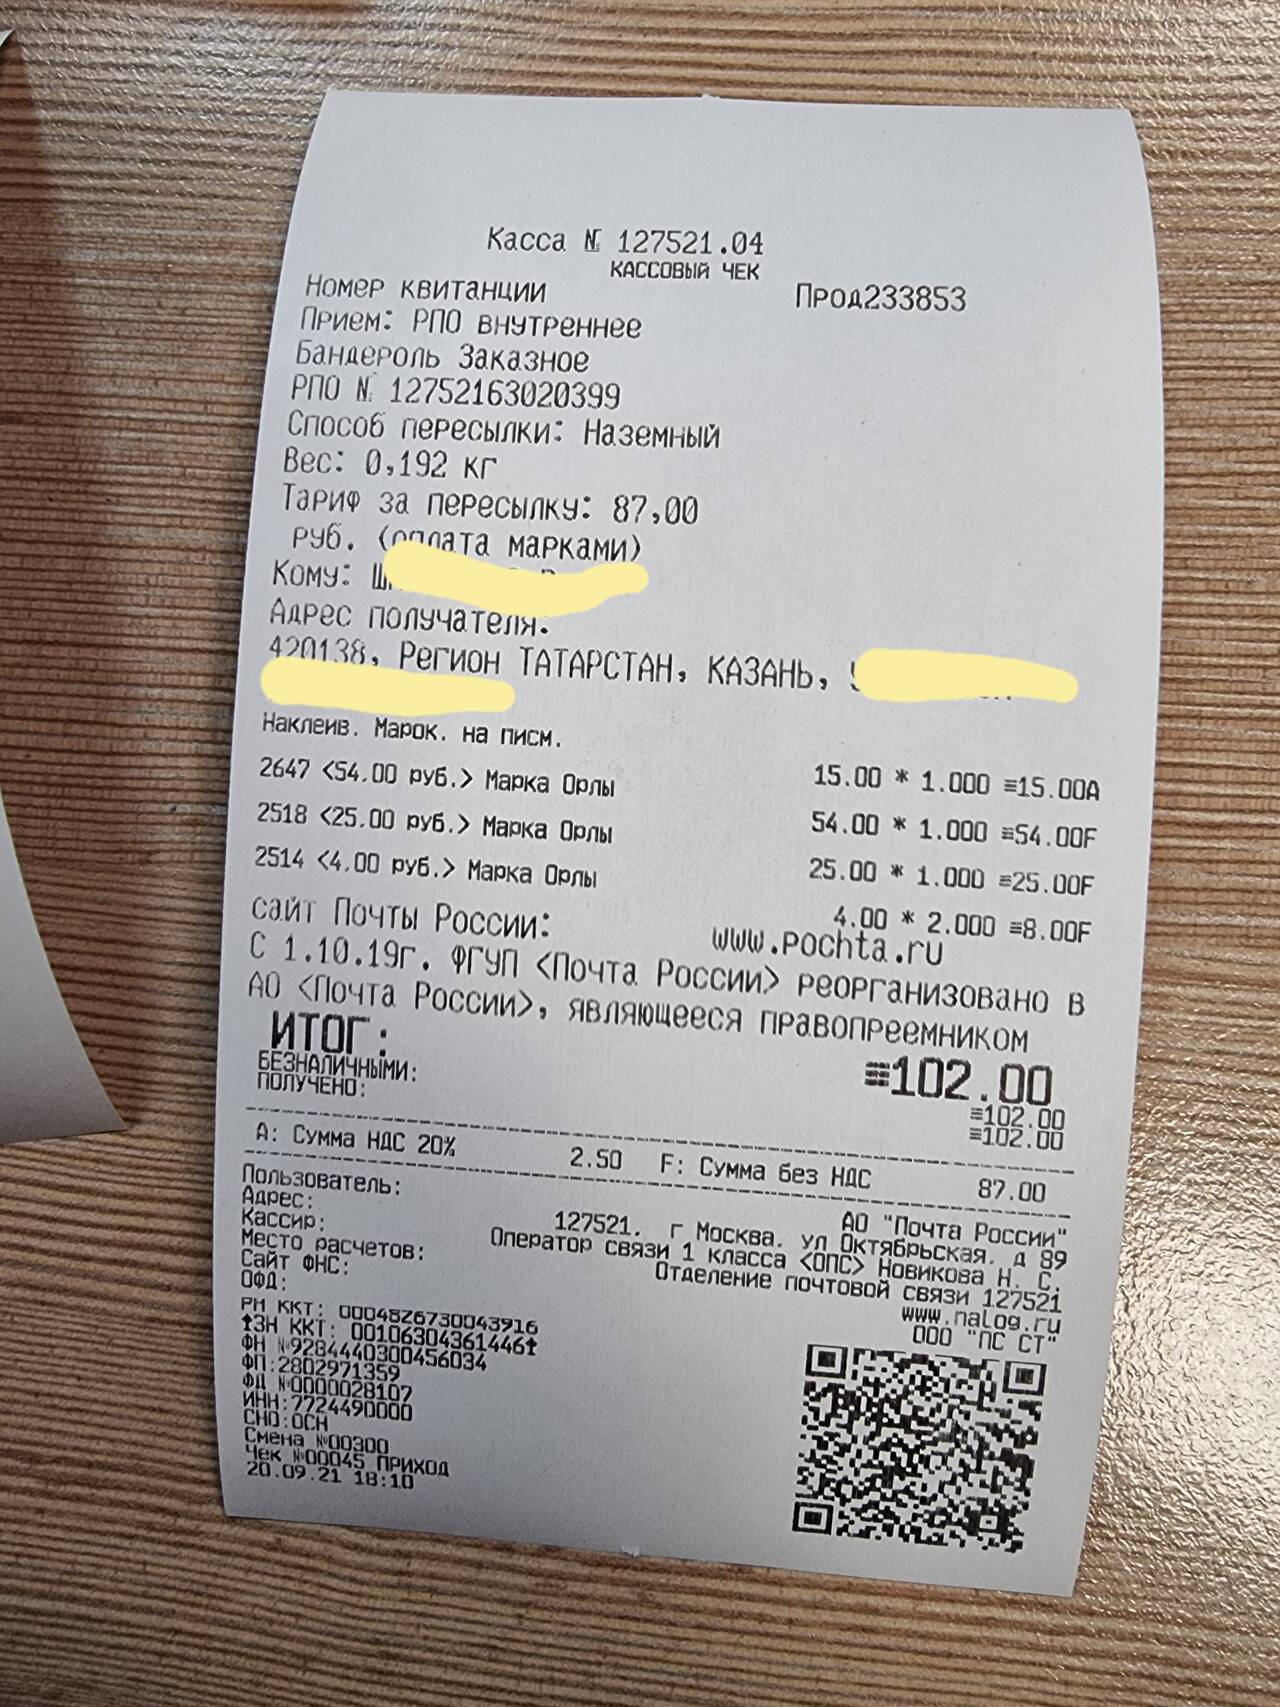 Касса № 127521.04
КАССОВЫЙ ЧЕК
Номер квитанции Прод233853
Прием: РПО внутреннее
Бандероль Заказное
РПО № 12752163020399
Способ пересылки: Наземный
Вес: 0,192 кг
Тариф за пересылку: 87,00
руб. (оплата марками)
Кому:
Адрес получателя:
420138, Регион ТАТАРСТАН, КАЗАНЬ,
Наклеив. Марок. на писм.
15.00 * 1.000 ≡15.00А
2647 <54.00 руб.> Марка Орлы
54.00 * 1.000 ≡54.00F
2518 <25.00 руб.> Марка Орлы
25.00 * 1.000 ≡25.00F
2514 <4.00 руб.> Марка Орлы
4.00 * 2.000 ≡8.00F
сайт Почты России: www.pochta.ru
С 1.10.19г. ФГУП <Почта России> реорганизовано в
АО <Почта России>, являющееся правопреемником
ИТОГ: ≡102.00
БЕЗНАЛИЧНЫМИ: ≡102.00
ПОЛУЧЕНО: ≡102.00
А: Сумма НДС 20% 2.50 F: Сумма без НДС 87.00
Пользователь: АО "Почта России"
Адрес: 127521. г Москва. ул Октябрьская. д 89
Кассир: Оператор связи 1 класса <ОПС> Новикова Н. С.
Место расчетов: Отделение почтовой связи 127521
Сайт ФНС: www.nalog.ru
ОФД: ООО "ПС СТ"
РН ККТ: 0004826730043916
↑ЗН ККТ: 00106304361446↑
ФН №9284440300456034
ФП:2802971359
ФД №0000028107
ИНН:7724490000
СНО:ОСН
Смена №00300
Чек №00045 ПРИХОД
20.09.21 18:10